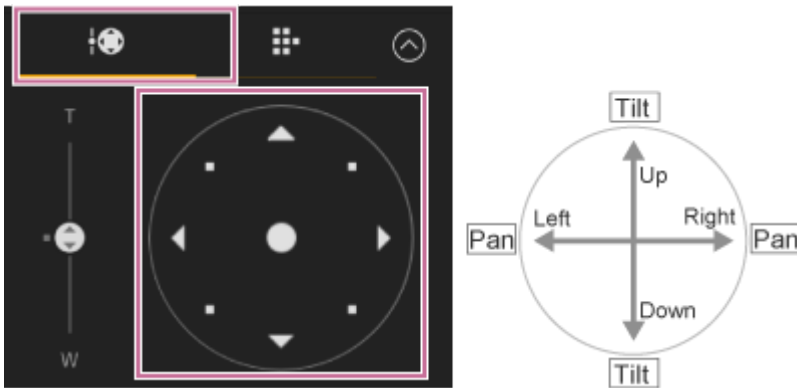 T
W
Tilt
Up
Left
Right
Pan
Pan
Down
Tilt